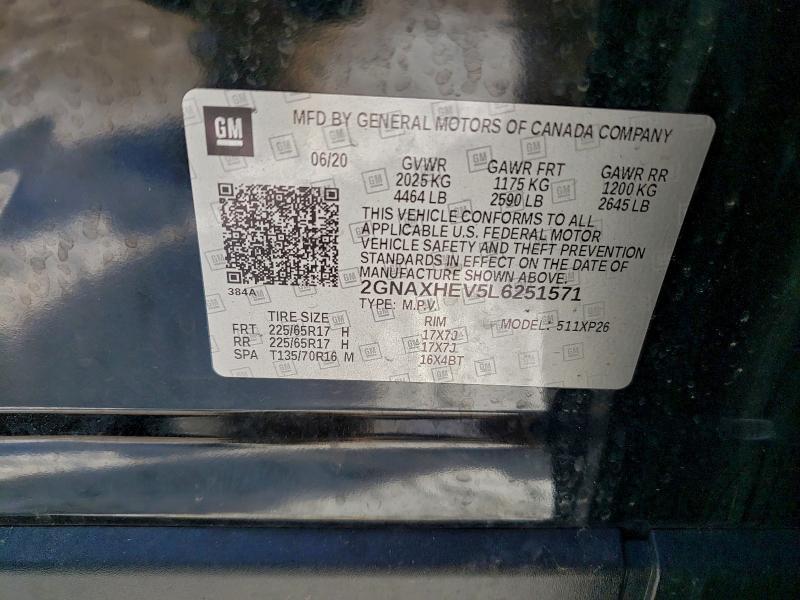 GM
MFD BY GENERAL MOTORS OF CANADA COMPANY
06/20 GVWR GAWR FRT GAWR RR
2025 KG 1175 KG 1200 KG
4464 LB 2590 LB 2645 LB
THIS VEHICLE CONFORMS TO ALL
APPLICABLE U.S. FEDERAL MOTOR
VEHICLE SAFETY AND THEFT PREVENTION
STANDARDS IN EFFECT ON THE DATE OF
MANUFACTURE SHOWN ABOVE.
384A
2GNAXHEV5L6251571
TYPE: M.P.V.
TIRE SIZE RIM MODEL: 511XP26
FRT 225/65R17 H 17X7J
RR 225/65R17 H 17X7J
SPA T135/70R16 M 16X4BT